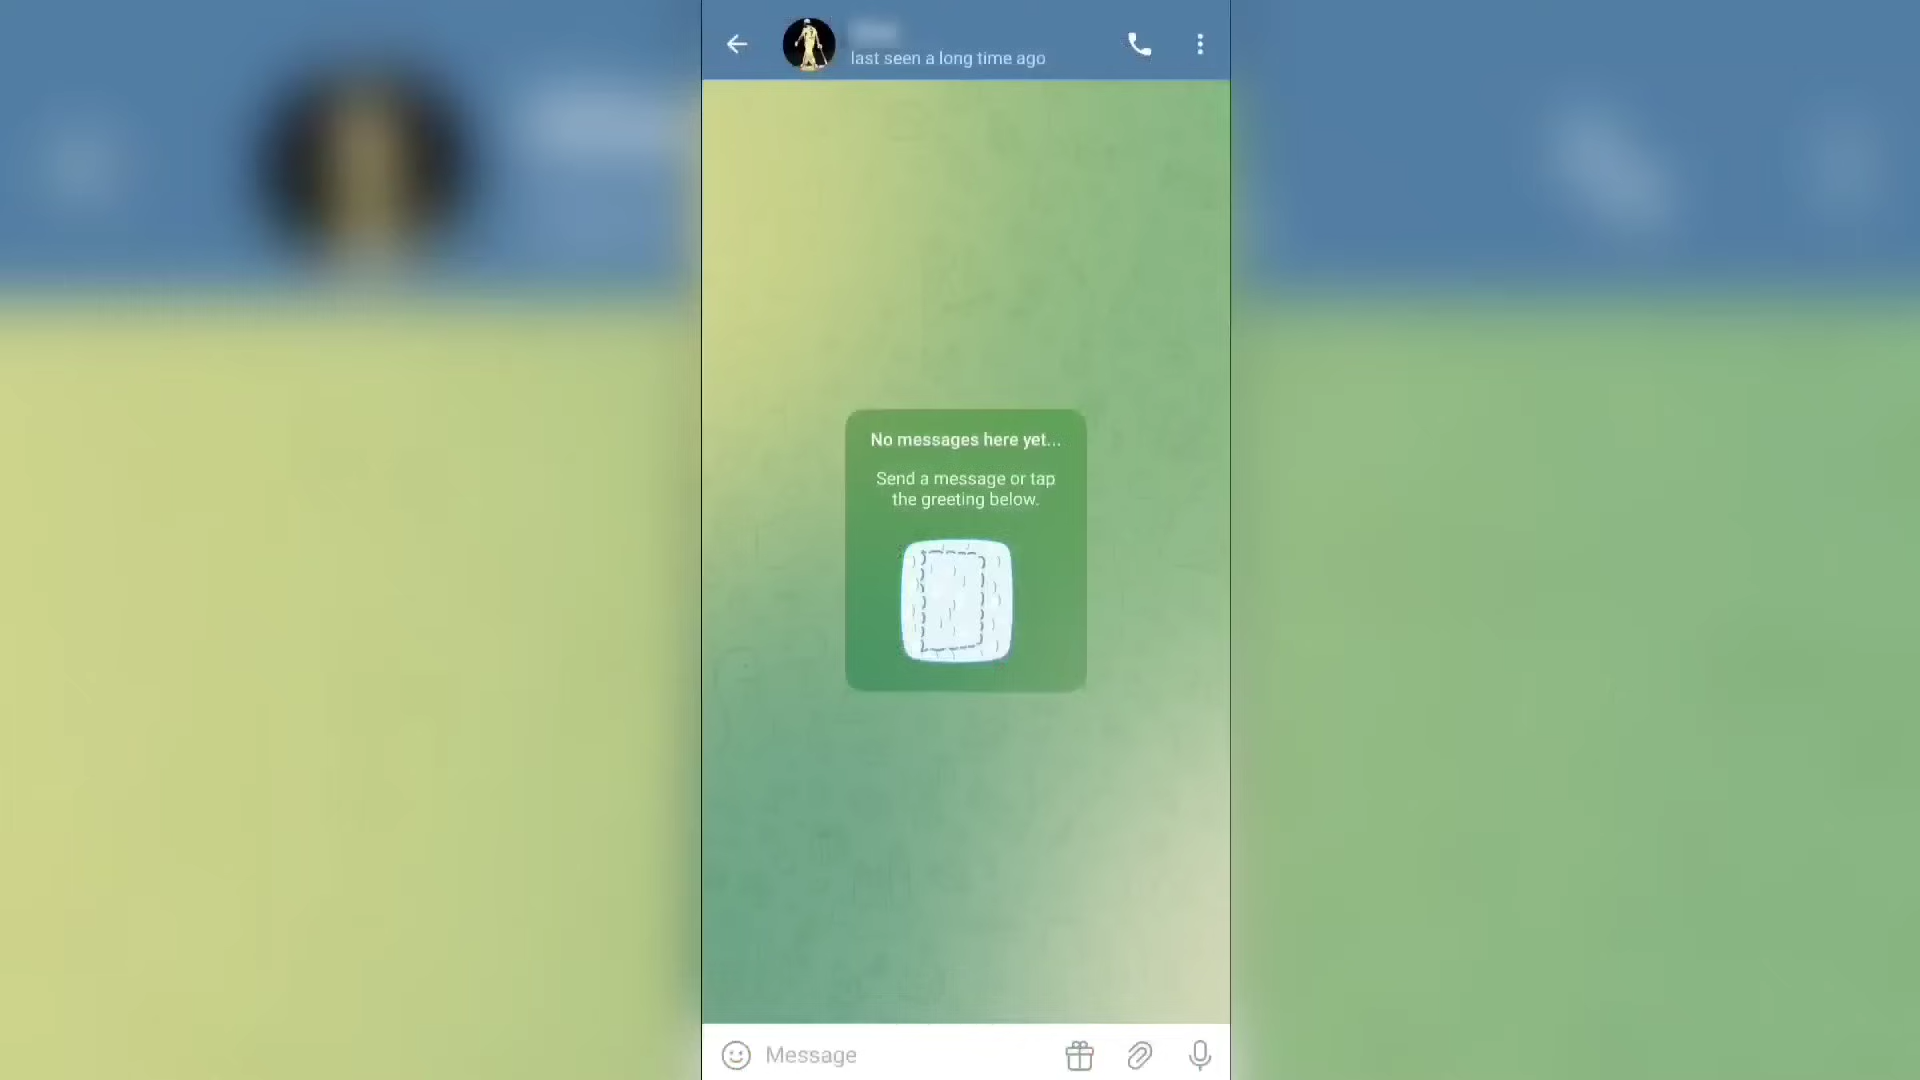 last seen a long time ago
No messages here yet...
Send a message or tap
the greeting below.
Message